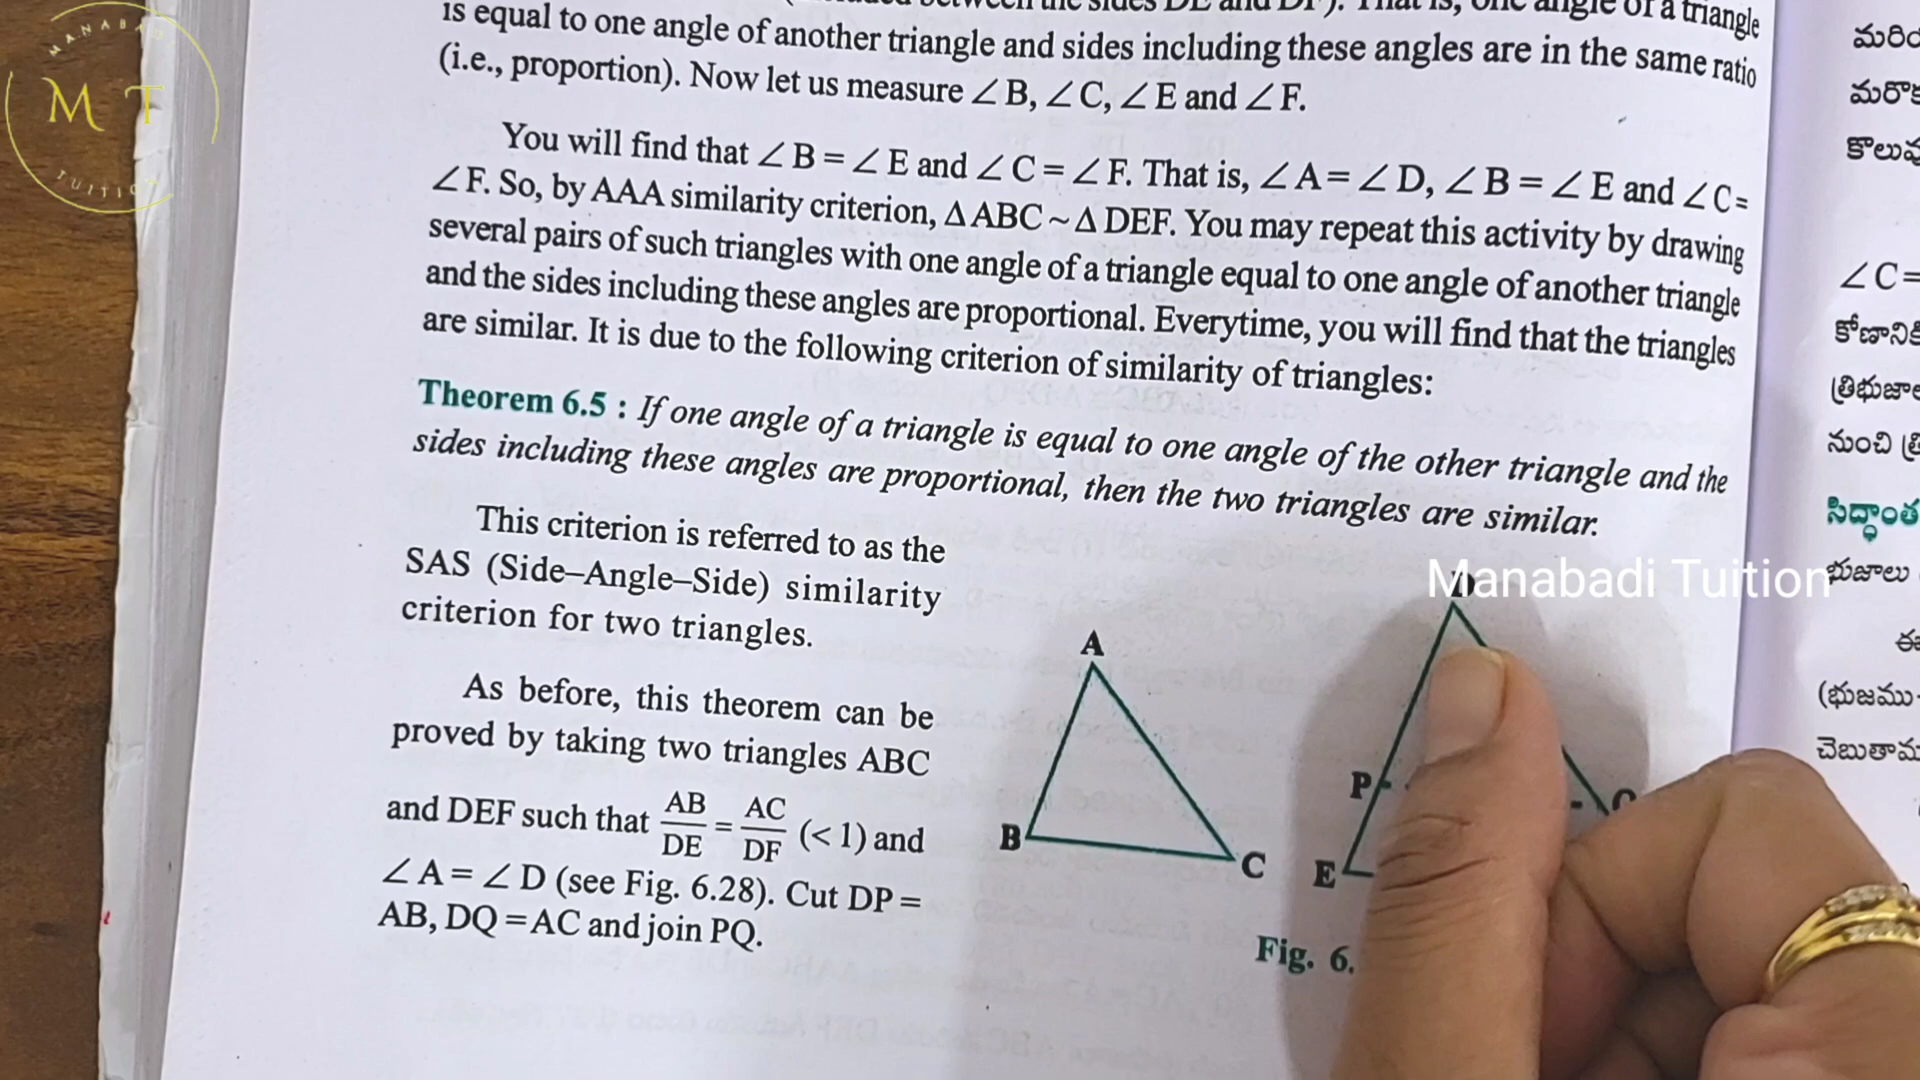 MANABADI
M T
TUITION
is equal to one angle of another triangle and sides including these angles are in the same ratio
(i.e., proportion). Now let us measure ∠B, ∠C, ∠E and ∠F.
You will find that ∠B = ∠E and ∠C = ∠F. That is, ∠A = ∠D, ∠B = ∠E and ∠C =
∠F. So, by AAA similarity criterion, Δ ABC ~ Δ DEF. You may repeat this activity by drawing
several pairs of such triangles with one angle of a triangle equal to one angle of another triangle
and the sides including these angles are proportional. Everytime, you will find that the triangles
are similar. It is due to the following criterion of similarity of triangles:
Theorem 6.5 : If one angle of a triangle is equal to one angle of the other triangle and the
sides including these angles are proportional, then the two triangles are similar.
This criterion is referred to as the
SAS (Side–Angle–Side) similarity
criterion for two triangles.
As before, this theorem can be
proved by taking two triangles ABC
and DEF such that AB/DE = AC/DF (< 1) and
∠A = ∠D (see Fig. 6.28). Cut DP =
AB, DQ = AC and join PQ.
A
B
C
D
P
E
Fig. 6.
Manabadi Tuition
∠C=
నుంచి
భుజాలు
(భుజము